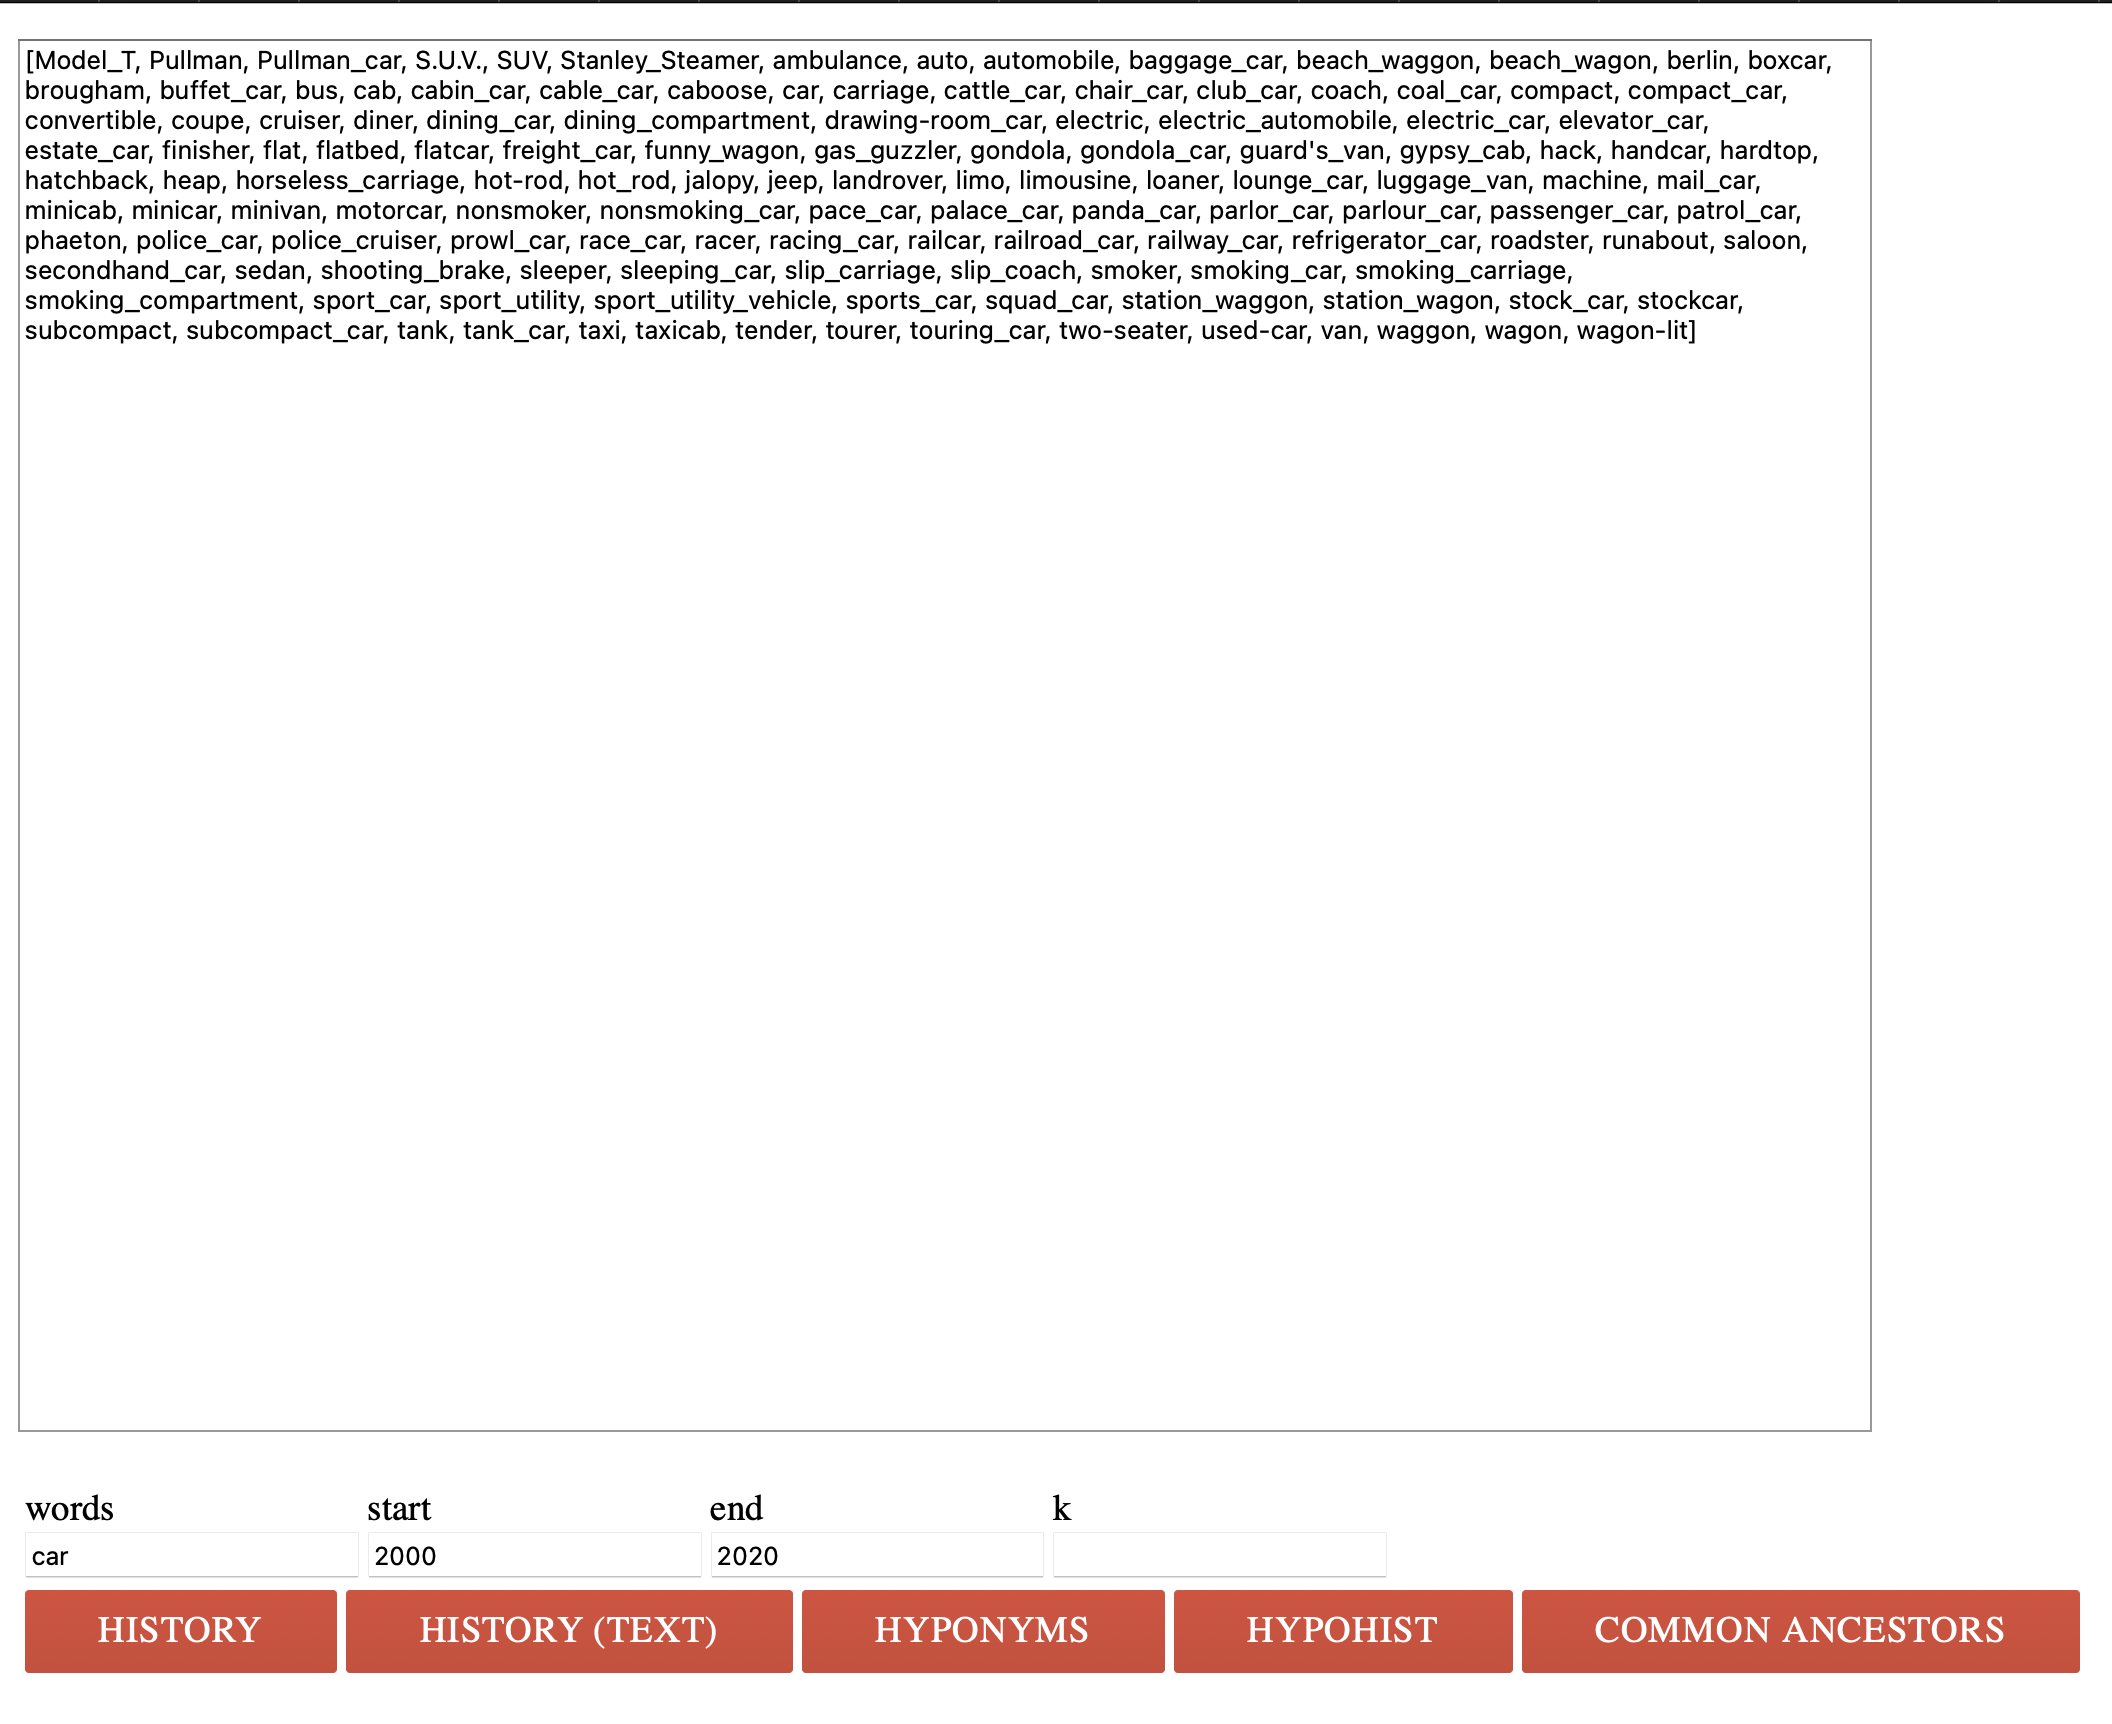 [Model_T, Pullman, Pullman_car, S.U.V., SUV, Stanley_Steamer, ambulance, auto, automobile, baggage_car, beach_waggon, beach_wagon, berlin, boxcar,
brougham, buffet_car, bus, cab, cabin_car, cable_car, caboose, car, carriage, cattle_car, chair_car, club_car, coach, coal_car, compact, compact_car,
convertible, coupe, cruiser, diner, dining_car, dining_compartment, drawing-room_car, electric, electric_automobile, electric_car, elevator_car,
estate_car, finisher, flat, flatbed, flatcar, freight_car, funny_wagon, gas_guzzler, gondola, gondola_car, guard's_van, gypsy_cab, hack, handcar, hardtop,
hatchback, heap, horseless_carriage, hot-rod, hot_rod, jalopy, jeep, landrover, limo, limousine, loaner, lounge_car, luggage_van, machine, mail_car,
minicab, minicar, minivan, motorcar, nonsmoker, nonsmoking_car, pace_car, palace_car, panda_car, parlor_car, parlour_car, passenger_car, patrol_car,
phaeton, police_car, police_cruiser, prowl_car, race_car, racer, racing_car, railcar, railroad_car, railway_car, refrigerator_car, roadster, runabout, saloon,
secondhand_car, sedan, shooting_brake, sleeper, sleeping_car, slip_carriage, slip_coach, smoker, smoking_car, smoking_carriage,
smoking_compartment, sport_car, sport_utility, sport_utility_vehicle, sports_car, squad_car, station_waggon, station_wagon, stock_car, stockcar,
subcompact, subcompact_car, tank, tank_car, taxi, taxicab, tender, tourer, touring_car, two-seater, used-car, van, waggon, wagon, wagon-lit]
words start end k
car 2000 2020
HISTORY HISTORY (TEXT) HYPONYMS HYPOHIST COMMON ANCESTORS